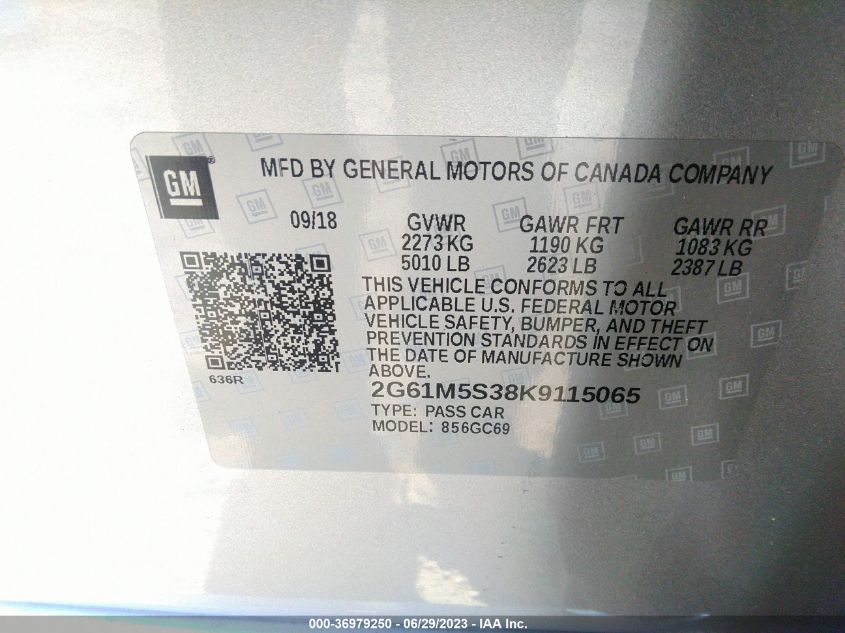 GM®
MFD BY GENERAL MOTORS OF CANADA COMPANY
09/18 GVWR GAWR FRT GAWR RR
2273 KG 1190 KG 1083 KG
5010 LB 2623 LB 2387 LB
THIS VEHICLE CONFORMS TO ALL
APPLICABLE U.S. FEDERAL MOTOR
VEHICLE SAFETY, BUMPER, AND THEFT
PREVENTION STANDARDS IN EFFECT ON
THE DATE OF MANUFACTURE SHOWN
ABOVE.
636R
2G61M5S38K9115065
TYPE: PASS CAR
MODEL: 856GC69
000-36979250 - 06/29/2023 - IAA Inc.